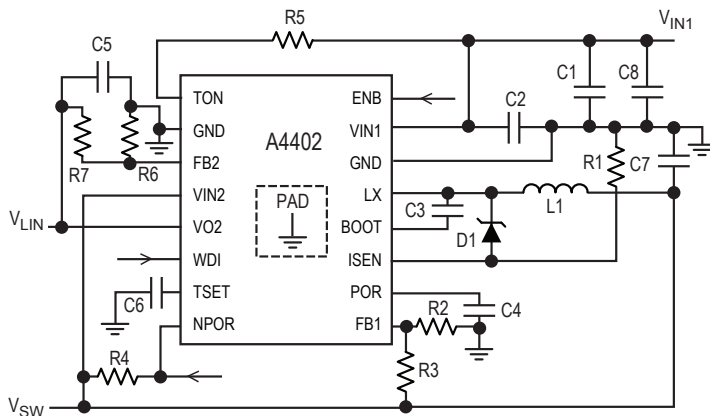 R5
VIN1
C5
C1
C8
TON
ENB
C2
GND
A4402
VIN1
R7
R6
FB2
GND
R1
C7
VIN2
PAD
LX
C3
L1
VLIN
VO2
BOOT
D1
WDI
ISEN
C6
TSET
POR
R2
C4
NPOR
FB1
R4
R3
VSW